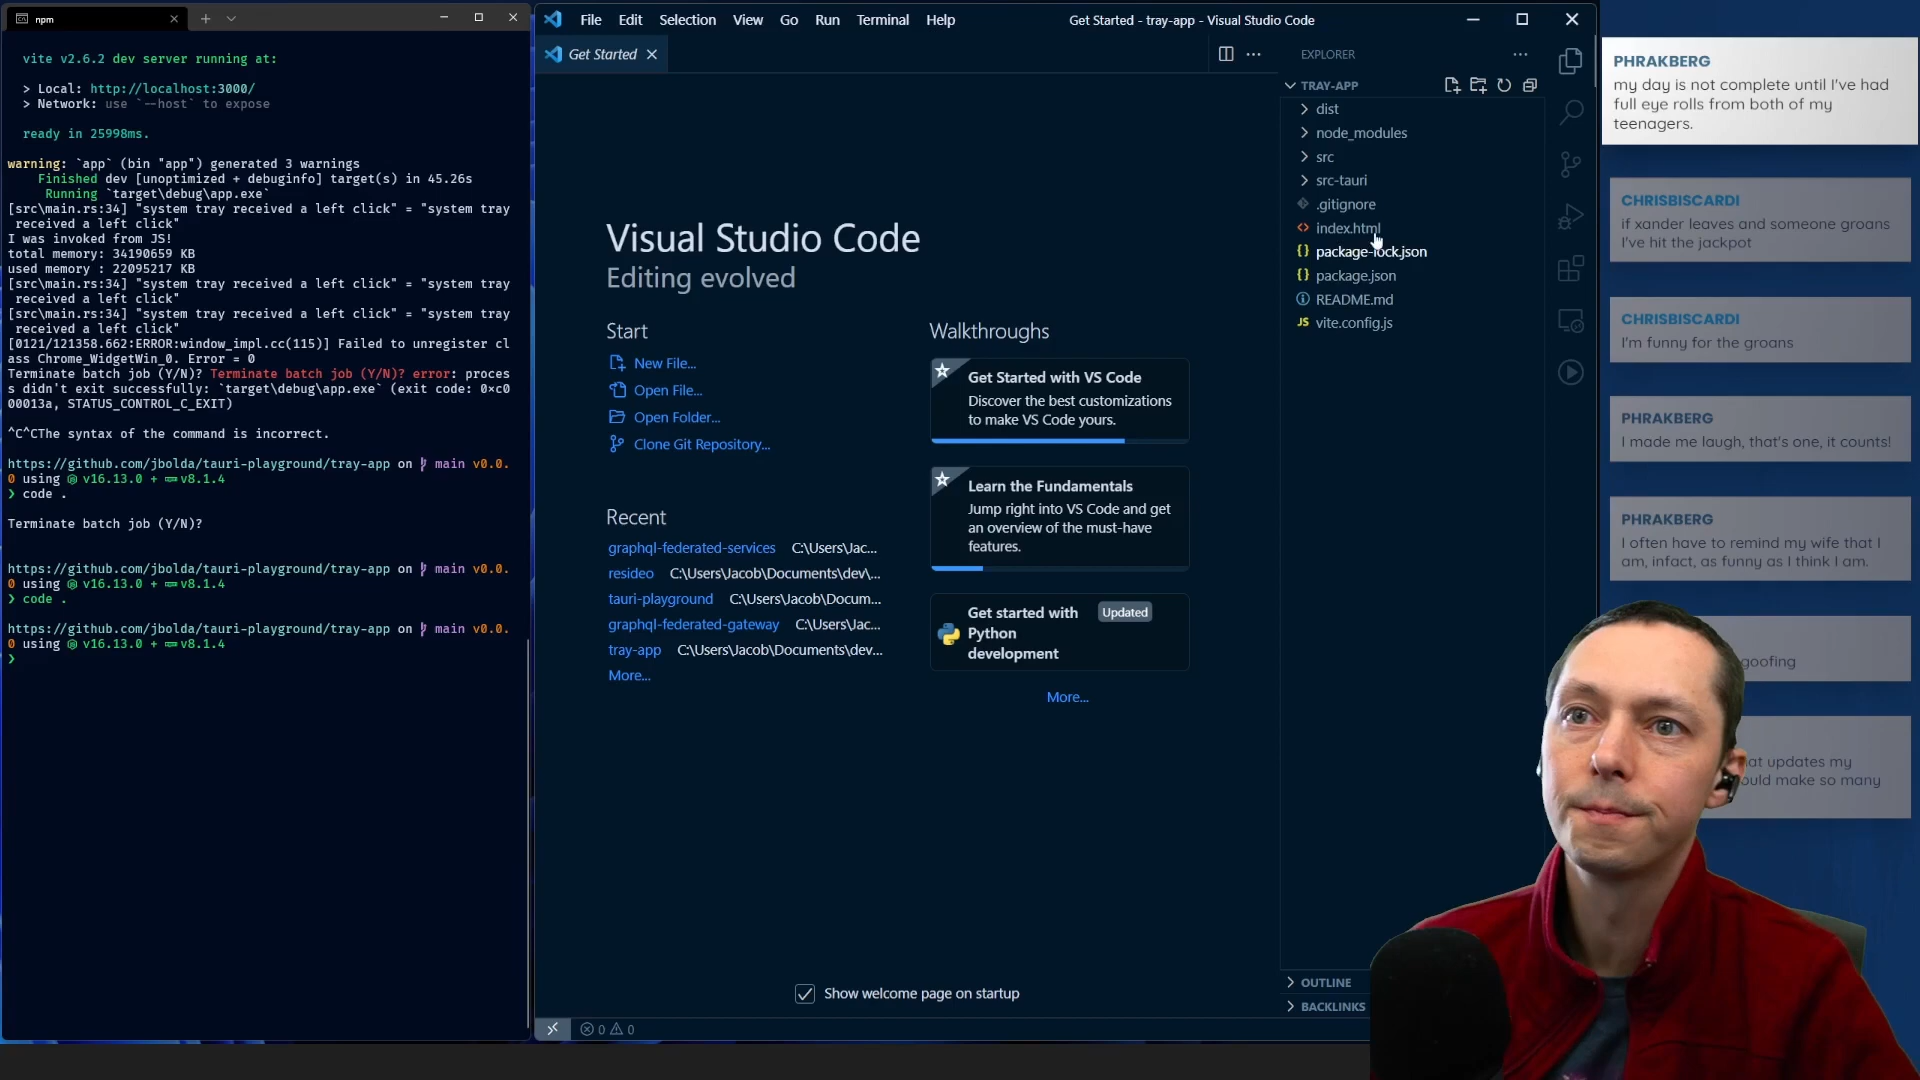 npm
vite v2.6.2 dev server running at:
> Local: http://localhost:3000/
> Network: use `--host` to expose
ready in 25998ms.
warning: `app` (bin "app") generated 3 warnings
Finished dev [unoptimized + debuginfo] target(s) in 45.26s
Running `target\debug\app.exe`
[src\main.rs:34] "system tray received a left click" = "system tray
received a left click"
I was invoked from JS!
total memory: 34190659 KB
used memory : 22095217 KB
[src\main.rs:34] "system tray received a left click" = "system tray
received a left click"
[src\main.rs:34] "system tray received a left click" = "system tray
received a left click"
[0121/121358.662:ERROR:window_impl.cc(115)] Failed to unregister cl
ass Chrome_WidgetWin_0. Error = 0
Terminate batch job (Y/N)? Terminate batch job (Y/N)? error: proces
s didn't exit successfully: `target\debug\app.exe` (exit code: 0xc0
00013a, STATUS_CONTROL_C_EXIT)
^C^CThe syntax of the command is incorrect.
https://github.com/jbolda/tauri-playground/tray-app on main v0.0.
0 using v16.13.0 + v8.1.4
❯ code .
Terminate batch job (Y/N)?
https://github.com/jbolda/tauri-playground/tray-app on main v0.0.
0 using v16.13.0 + v8.1.4
❯ code .
https://github.com/jbolda/tauri-playground/tray-app on main v0.0.
0 using v16.13.0 + v8.1.4
❯
File Edit Selection View Go Run Terminal Help
Get Started - tray-app - Visual Studio Code
Get Started
Visual Studio Code
Editing evolved
Start
New File...
Open File...
Open Folder...
Clone Git Repository...
Recent
graphql-federated-services C:\Users\Jac...
resideo C:\Users\Jacob\Documents\dev\...
tauri-playground C:\Users\Jacob\Docum...
graphql-federated-gateway C:\Users\Jac...
tray-app C:\Users\Jacob\Documents\dev...
More...
Walkthroughs
Get Started with VS Code
Discover the best customizations
to make VS Code yours.
Learn the Fundamentals
Jump right into VS Code and get
an overview of the must-have
features.
Get started with
Python
development
Updated
More...
Show welcome page on startup
0 0
EXPLORER
TRAY-APP
dist
node_modules
src
src-tauri
.gitignore
index.html
package-lock.json
package.json
README.md
vite.config.js
OUTLINE
BACKLINKS
PHRAKBERG
my day is not complete until I've had
full eye rolls from both of my
teenagers.
CHRISBISCARDI
if xander leaves and someone groans
I've hit the jackpot
CHRISBISCARDI
I'm funny for the groans
PHRAKBERG
I made me laugh, that's one, it counts!
PHRAKBERG
I often have to remind my wife that I
am, infact, as funny as I think I am.
goofing
at updates my
ould make so many